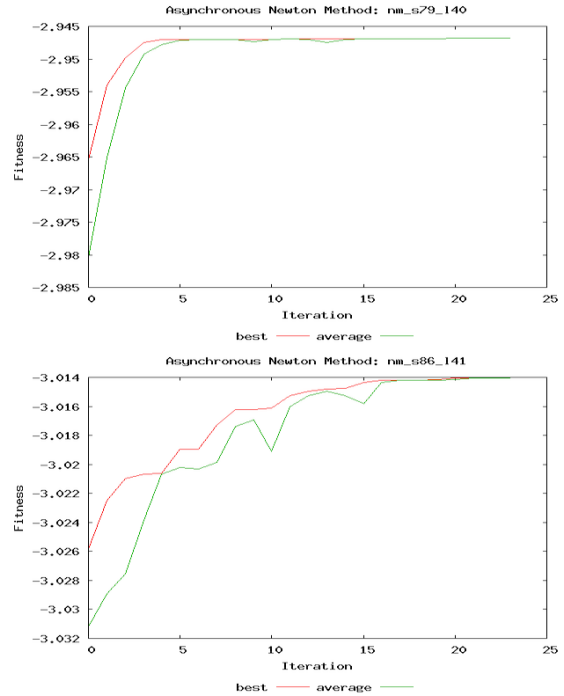 Asynchronous Newton Method: nm_s79_l40
-2.945
-2.95
-2.955
-2.96
-2.965
-2.97
-2.975
-2.98
-2.985
Fitness
0 5 10 15 20 25
Iteration
best average
Asynchronous Newton Method: nm_s86_l41
-3.014
-3.016
-3.018
-3.02
-3.022
-3.024
-3.026
-3.028
-3.03
-3.032
Fitness
0 5 10 15 20 25
Iteration
best average